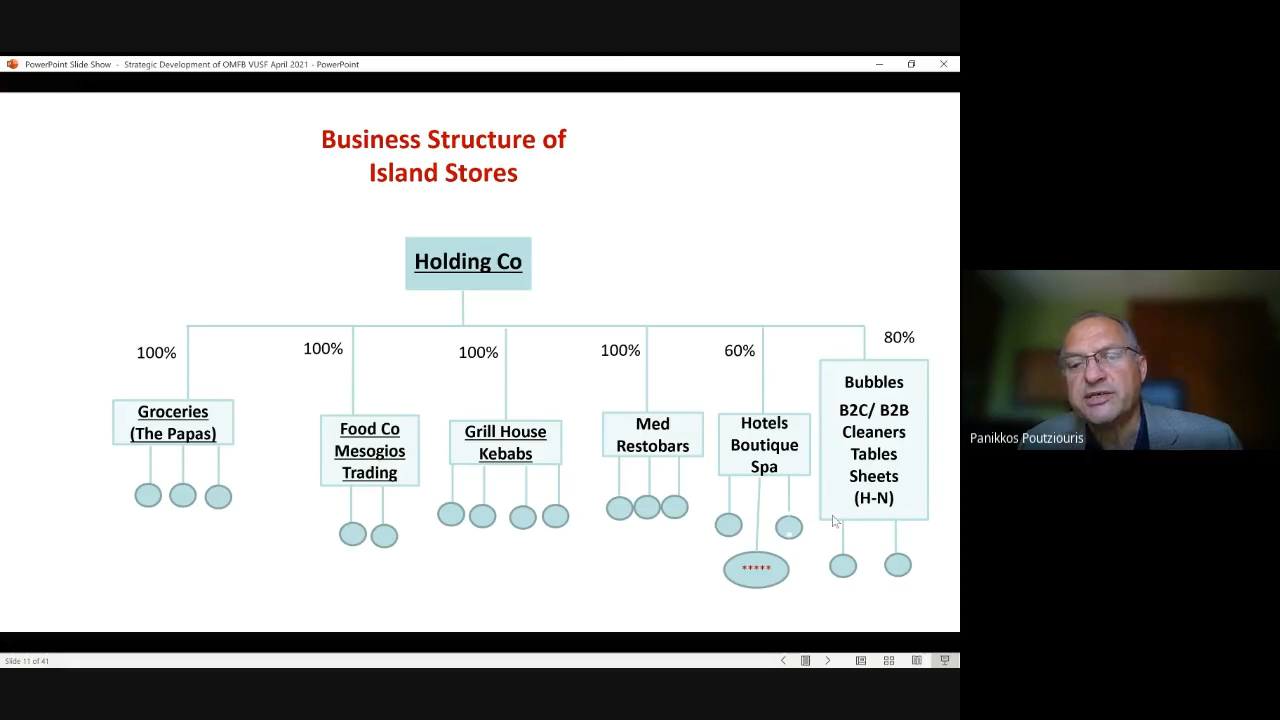 PowerPoint Slide Show - Strategic Development of OMFB VUSF April 2021 - PowerPoint
Business Structure of
Island Stores
Holding Co
100%
100%
100%
100%
60%
80%
Groceries
(The Papas)
Food Co
Mesogios
Trading
Grill House
Kebabs
Med
Restobars
Hotels
Boutique
Spa
Bubbles
B2C/ B2B
Cleaners
Tables
Sheets
(H-N)
*****
Panikkos Poutziouris
Slide 11 of 41